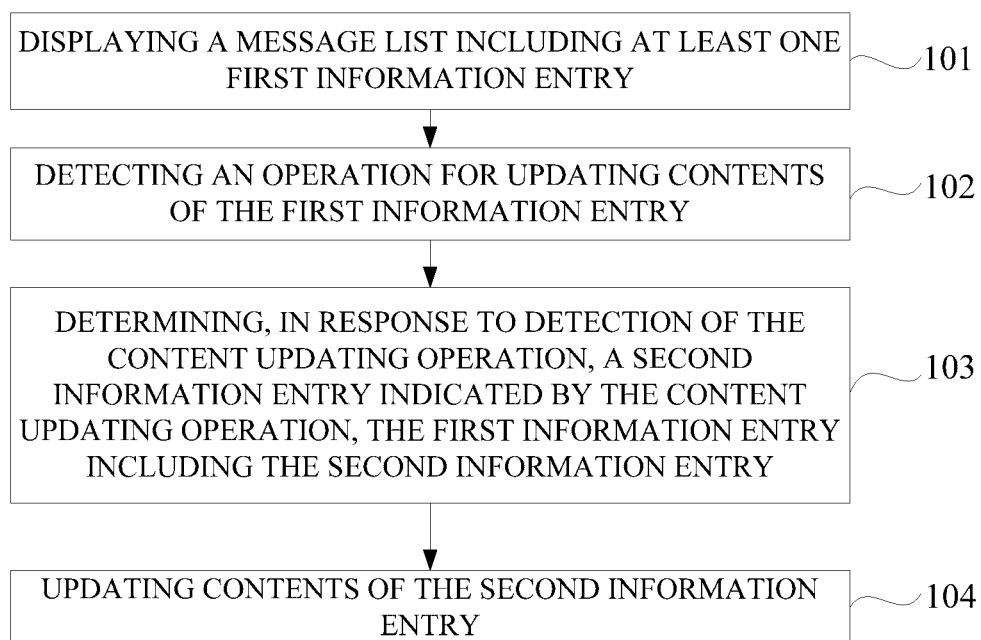 DISPLAYING A MESSAGE LIST INCLUDING AT LEAST ONE
FIRST INFORMATION ENTRY
101
DETECTING AN OPERATION FOR UPDATING CONTENTS
OF THE FIRST INFORMATION ENTRY
102
DETERMINING, IN RESPONSE TO DETECTION OF THE
CONTENT UPDATING OPERATION, A SECOND
INFORMATION ENTRY INDICATED BY THE CONTENT
UPDATING OPERATION, THE FIRST INFORMATION ENTRY
INCLUDING THE SECOND INFORMATION ENTRY
103
UPDATING CONTENTS OF THE SECOND INFORMATION
ENTRY
104